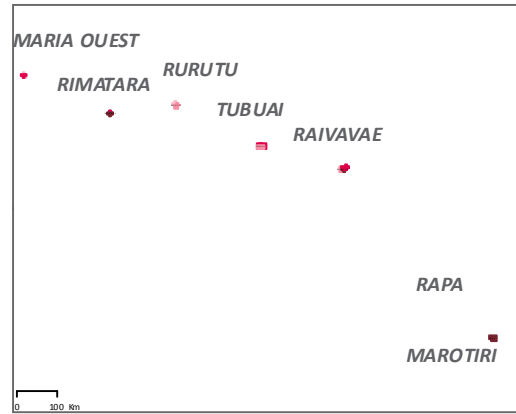 MARIA OUEST
RURUTU
RIMATARA
TUBUAI
RAIVAVAE
RAPA
MAROTIRI
0 100 Km